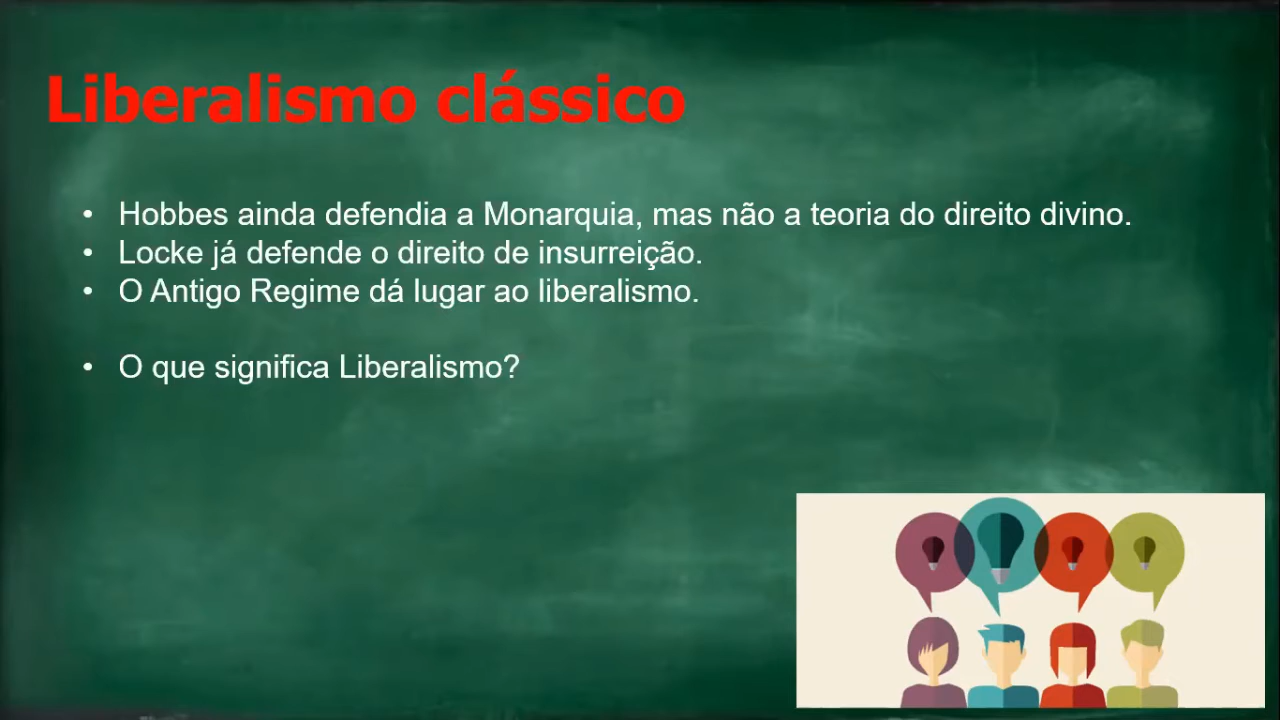 Liberalismo clássico
• Hobbes ainda defendia a Monarquia, mas não a teoria do direito divino.
• Locke já defende o direito de insurreição.
• O Antigo Regime dá lugar ao liberalismo.
• O que significa Liberalismo?